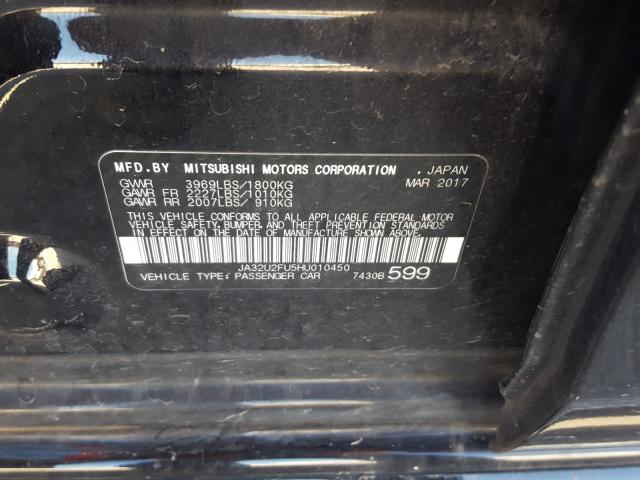 MFD.BY MITSUBISHI MOTORS CORPORATION , JAPAN
GVWR 3969LBS/1800KG MAR 2017
GAWR FR 2227LBS/1010KG
GAWR RR 2007LBS/ 910KG
THIS VEHICLE CONFORMS TO ALL APPLICABLE FEDERAL MOTOR
VEHICLE SAFETY, BUMPER, AND THEFT PREVENTION STANDARDS
IN EFFECT ON THE DATE OF MANUFACTURE SHOWN ABOVE.
JA32U2FU5HU010450
VEHICLE TYPE: PASSENGER CAR 7430B 599